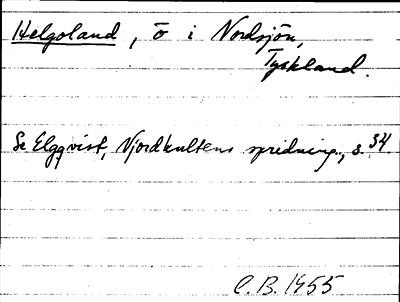 Helgoland, ö i Nordsjön,
Tyskland.
Se Elgqvist, Njordkultens spridning, s. 34.
C.B. 1955